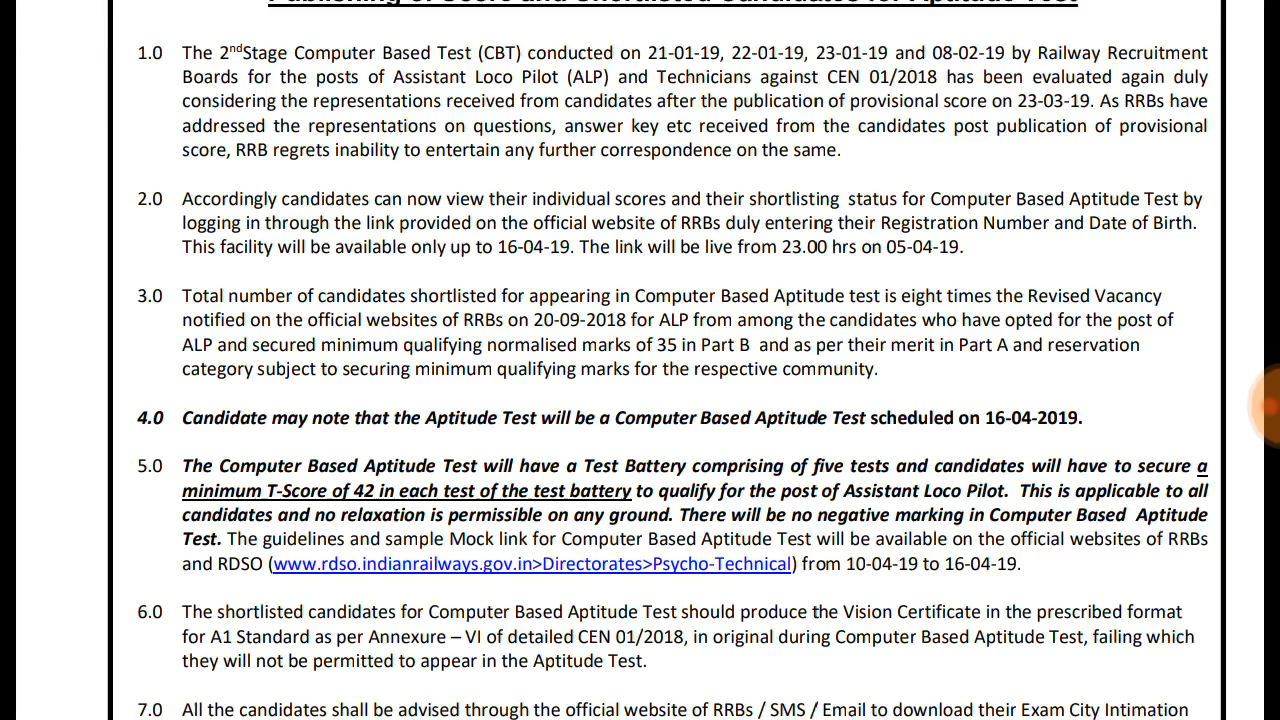 Publishing of Score and Shortlisted Candidates for Aptitude Test
1.0 The 2ndStage Computer Based Test (CBT) conducted on 21-01-19, 22-01-19, 23-01-19 and 08-02-19 by Railway Recruitment
Boards for the posts of Assistant Loco Pilot (ALP) and Technicians against CEN 01/2018 has been evaluated again duly
considering the representations received from candidates after the publication of provisional score on 23-03-19. As RRBs have
addressed the representations on questions, answer key etc received from the candidates post publication of provisional
score, RRB regrets inability to entertain any further correspondence on the same.
2.0 Accordingly candidates can now view their individual scores and their shortlisting status for Computer Based Aptitude Test by
logging in through the link provided on the official website of RRBs duly entering their Registration Number and Date of Birth.
This facility will be available only up to 16-04-19. The link will be live from 23.00 hrs on 05-04-19.
3.0 Total number of candidates shortlisted for appearing in Computer Based Aptitude test is eight times the Revised Vacancy
notified on the official websites of RRBs on 20-09-2018 for ALP from among the candidates who have opted for the post of
ALP and secured minimum qualifying normalised marks of 35 in Part B and as per their merit in Part A and reservation
category subject to securing minimum qualifying marks for the respective community.
4.0 Candidate may note that the Aptitude Test will be a Computer Based Aptitude Test scheduled on 16-04-2019.
5.0 The Computer Based Aptitude Test will have a Test Battery comprising of five tests and candidates will have to secure a
minimum T-Score of 42 in each test of the test battery to qualify for the post of Assistant Loco Pilot. This is applicable to all
candidates and no relaxation is permissible on any ground. There will be no negative marking in Computer Based Aptitude
Test. The guidelines and sample Mock link for Computer Based Aptitude Test will be available on the official websites of RRBs
and RDSO (www.rdso.indianrailways.gov.in>Directorates>Psycho-Technical) from 10-04-19 to 16-04-19.
6.0 The shortlisted candidates for Computer Based Aptitude Test should produce the Vision Certificate in the prescribed format
for A1 Standard as per Annexure – VI of detailed CEN 01/2018, in original during Computer Based Aptitude Test, failing which
they will not be permitted to appear in the Aptitude Test.
7.0 All the candidates shall be advised through the official website of RRBs / SMS / Email to download their Exam City Intimation